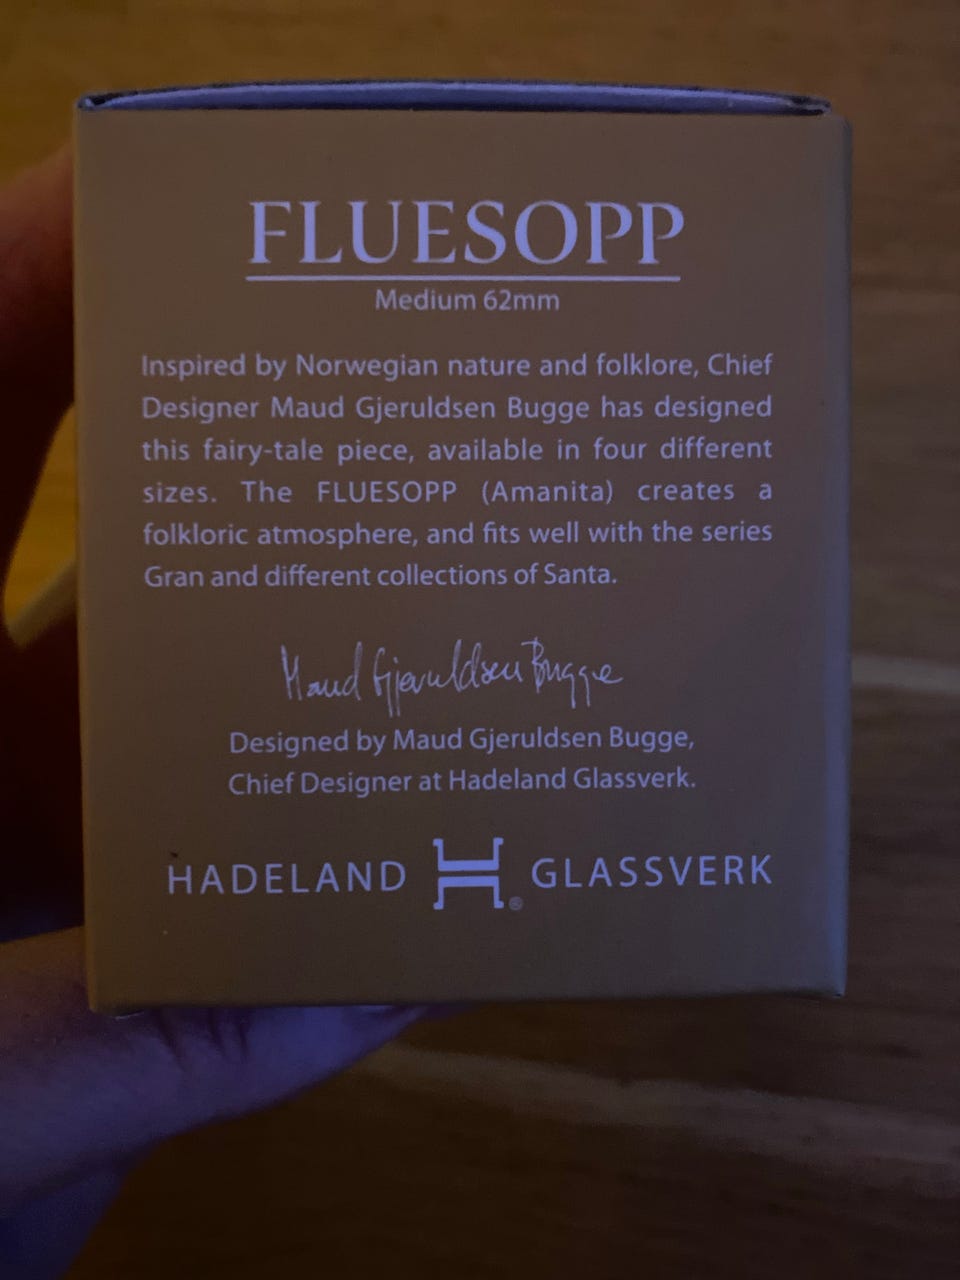 FLUESOPP
Medium 62mm
Inspired by Norwegian nature and folklore, Chief
Designer Maud Gjeruldsen Bugge has designed
this fairy-tale piece, available in four different
sizes. The FLUESOPP (Amanita) creates a
folkloric atmosphere, and fits well with the series
Gran and different collections of Santa.
Maud Gjeruldsen Bugge
Designed by Maud Gjeruldsen Bugge,
Chief Designer at Hadeland Glassverk.
HADELAND H® GLASSVERK